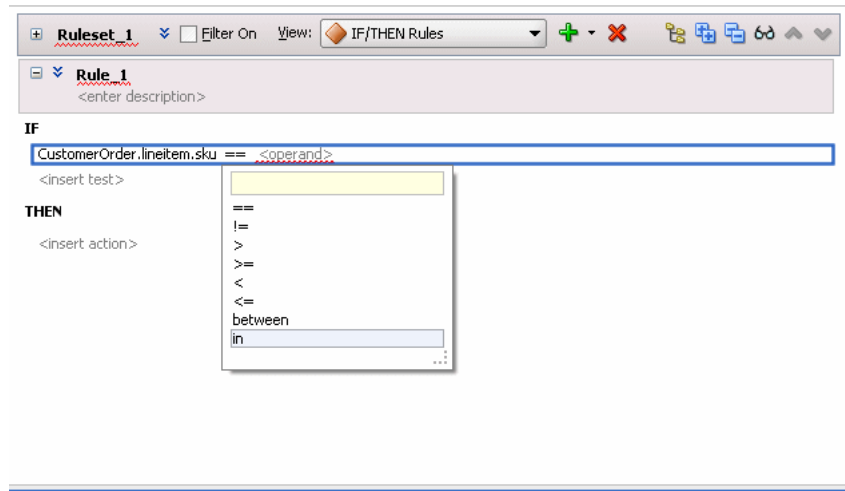 Ruleset_1 Filter On View: IF/THEN Rules
Rule_1
<enter description>
IF
CustomerOrder.lineitem.sku == <operand>
<insert test>
==
!=
>
>=
<
<=
between
in
THEN
<insert action>